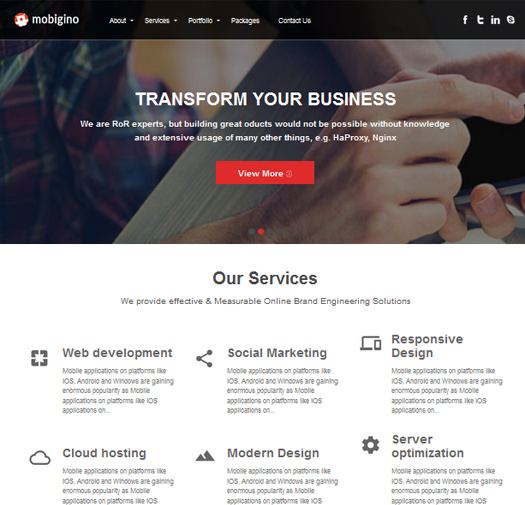 mobigino
About Services Portfolio Packages Contact Us
TRANSFORM YOUR BUSINESS
We are RoR experts, but building great oducts would not be possible without knowledge
and extensive usage of many other things, e.g. HaProxy, Nginx
View More
Our Services
We provide effective & Measurable Online Brand Engineering Solutions
Web development
Mobile applications on platforms like
IOS, Android and Windows are gaining
enormous popularity as Mobile
applications on platforms like IOS
applications on...
Social Marketing
Mobile applications on platforms like
IOS, Android and Windows are gaining
enormous popularity as Mobile
applications on platforms like IOS
applications on...
Responsive
Design
Mobile applications on platforms like
IOS, Android and Windows are gaining
enormous popularity as Mobile
applications on platforms like IOS
applications on...
Cloud hosting
Mobile applications on platforms like
IOS, Android and Windows are gaining
enormous popularity as Mobile
applications on platforms like IOS
Modern Design
Mobile applications on platforms like
IOS, Android and Windows are gaining
enormous popularity as Mobile
applications on platforms like IOS
Server
optimization
Mobile applications on platforms like
IOS, Android and Windows are gaining
enormous popularity as Mobile
applications on platforms like IOS